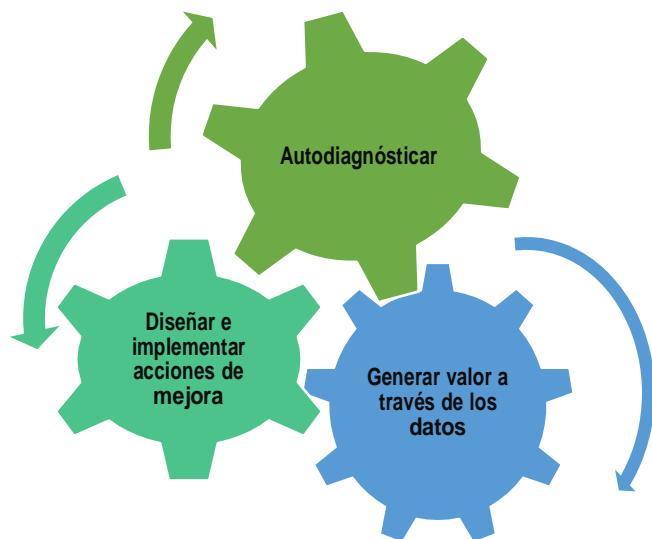 Autodiagnósticar
Diseñar e
implementar
acciones de
mejora
Generar valor a
través de los
datos